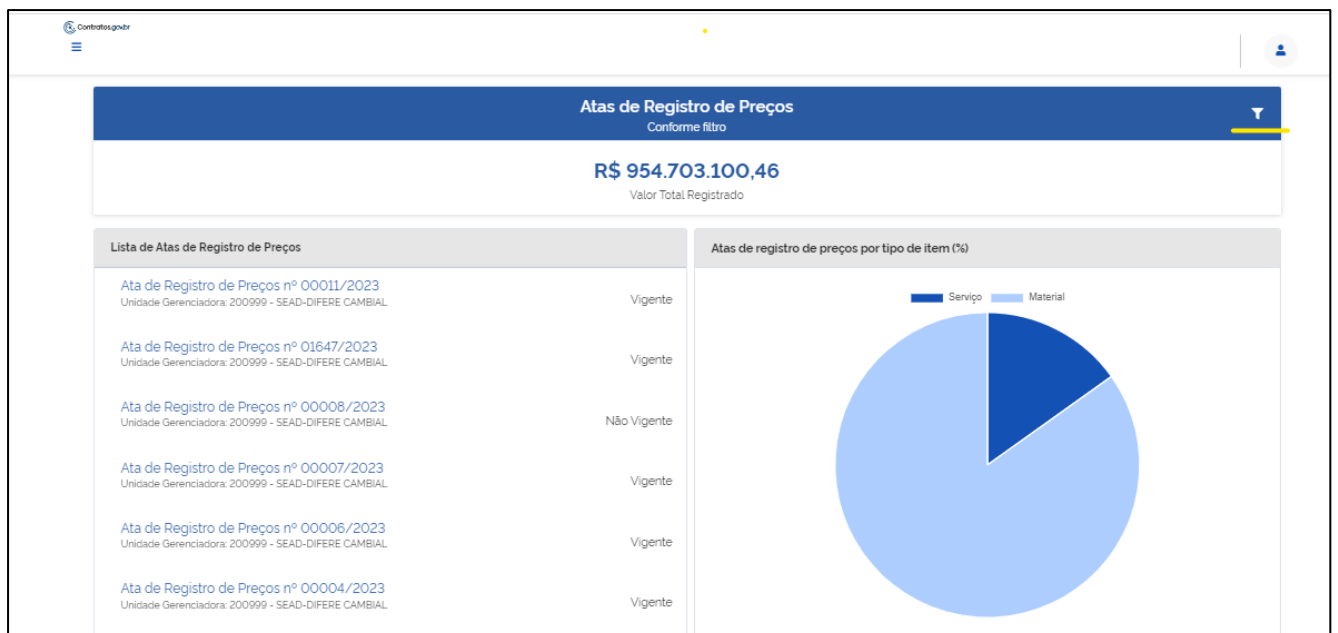 Contratos.gov.br
Atas de Registro de Preços
Conforme filtro
R$ 954.703.100,46
Valor Total Registrado
Lista de Atas de Registro de Preços
Ata de Registro de Preços nº 00011/2023
Unidade Gerenciadora: 200999 - SEAD-DIFERE CAMBIAL
Vigente
Ata de Registro de Preços nº 01647/2023
Unidade Gerenciadora: 200999 - SEAD-DIFERE CAMBIAL
Vigente
Ata de Registro de Preços nº 00008/2023
Unidade Gerenciadora: 200999 - SEAD-DIFERE CAMBIAL
Não Vigente
Ata de Registro de Preços nº 00007/2023
Unidade Gerenciadora: 200999 - SEAD-DIFERE CAMBIAL
Vigente
Ata de Registro de Preços nº 00006/2023
Unidade Gerenciadora: 200999 - SEAD-DIFERE CAMBIAL
Vigente
Ata de Registro de Preços nº 00004/2023
Unidade Gerenciadora: 200999 - SEAD-DIFERE CAMBIAL
Vigente
Atas de registro de preços por tipo de item (%)
Serviço Material